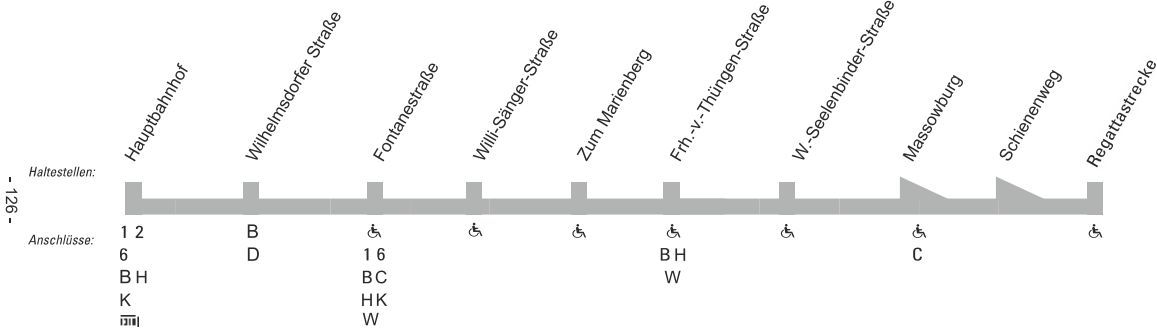 Hauptbahnhof
Wilhelmsdorfer Straße
Fontanestraße
Willi-Sänger-Straße
Zum Marienberg
Frh.-v.-Thüngen-Straße
W.-Seelenbinder-Straße
Massowburg
Schienenweg
Regattastrecke
Haltestellen:
- 126 -
Anschlüsse:
1 2 B 1 6
6 D B H C
B H B C W
K H K
W